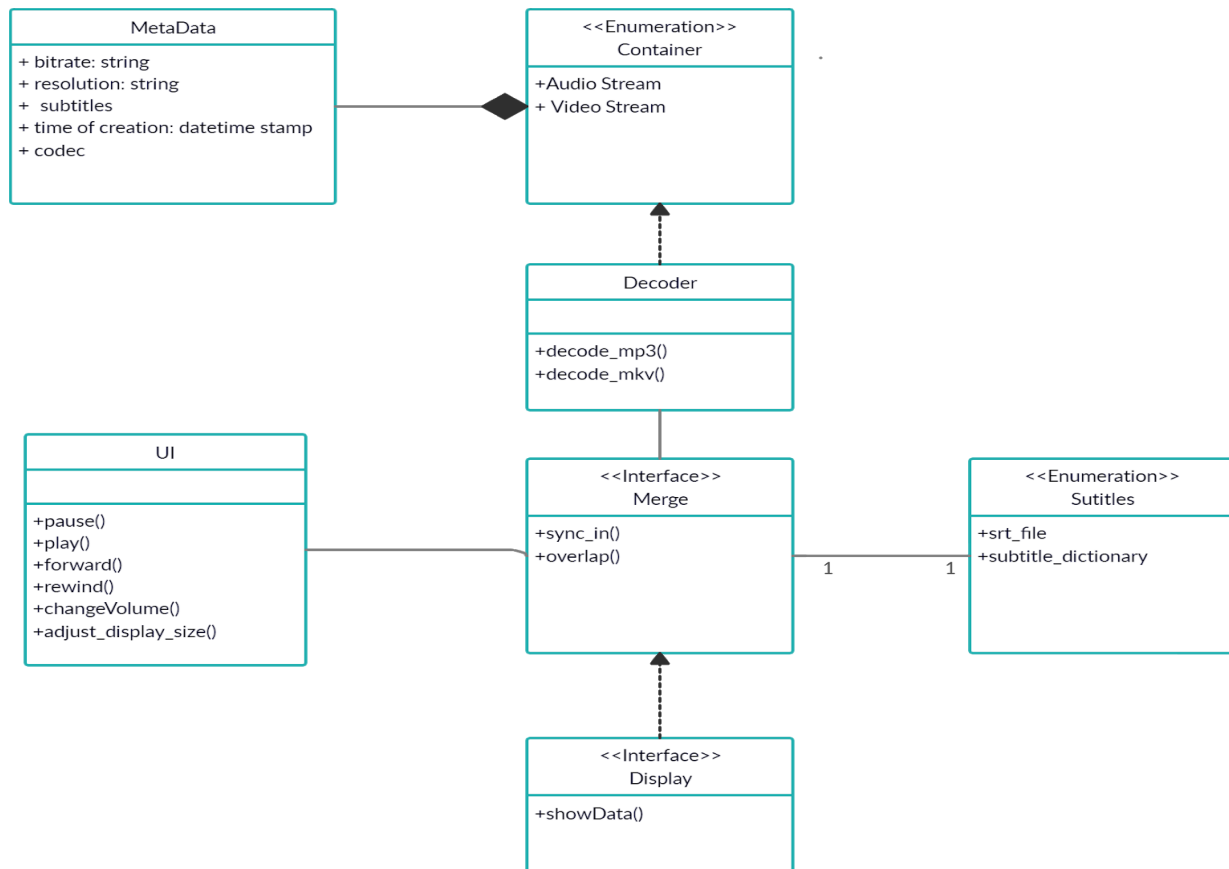 MetaData
+ bitrate: string
+ resolution: string
+  subtitles
+ time of creation: datetime stamp
+ codec
<<Enumeration>>
Container
+Audio Stream
+ Video Stream
Decoder
+decode_mp3()
+decode_mkv()
UI
+pause()
+play()
+forward()
+rewind()
+changeVolume()
+adjust_display_size()
<<Interface>>
Merge
+sync_in()
+overlap()
1
1
<<Enumeration>>
Sutitles
+srt_file
+subtitle_dictionary
<<Interface>>
Display
+showData()